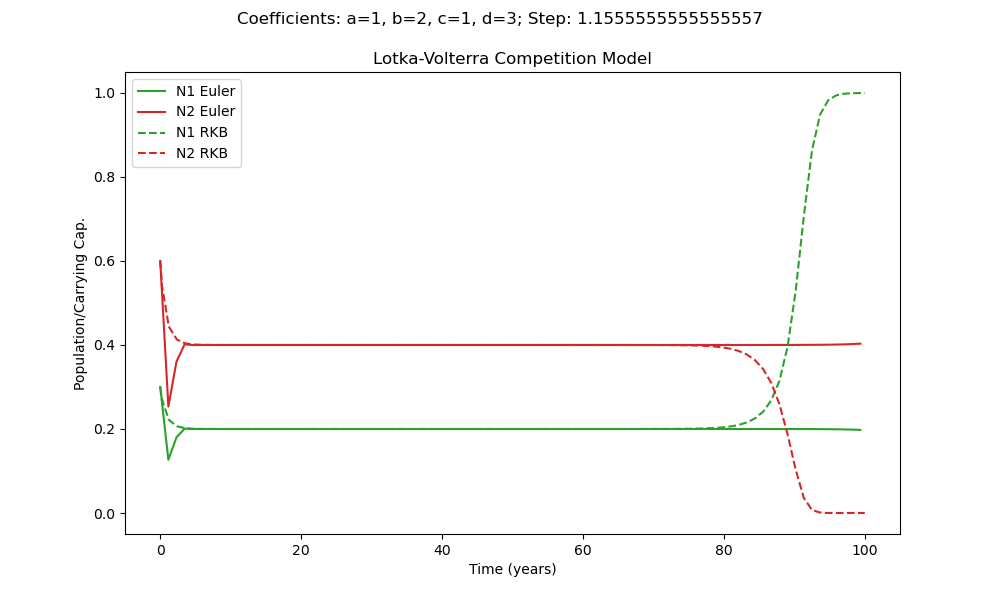 Coefficients: a=1, b=2, c=1, d=3; Step: 1.1555555555555557
Lotka-Volterra Competition Model
N1 Euler
N2 Euler
N1 RKB
N2 RKB
1.0
0.8
0.6
0.4
0.2
0.0
Population/Carrying Cap.
0 20 40 60 80 100
Time (years)